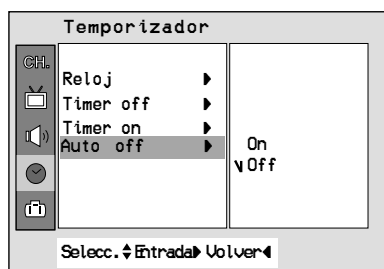 Temporizador
CH.
Reloj
Timer off
Timer on
Auto off
On
Off
Selecc. Entrada Volver